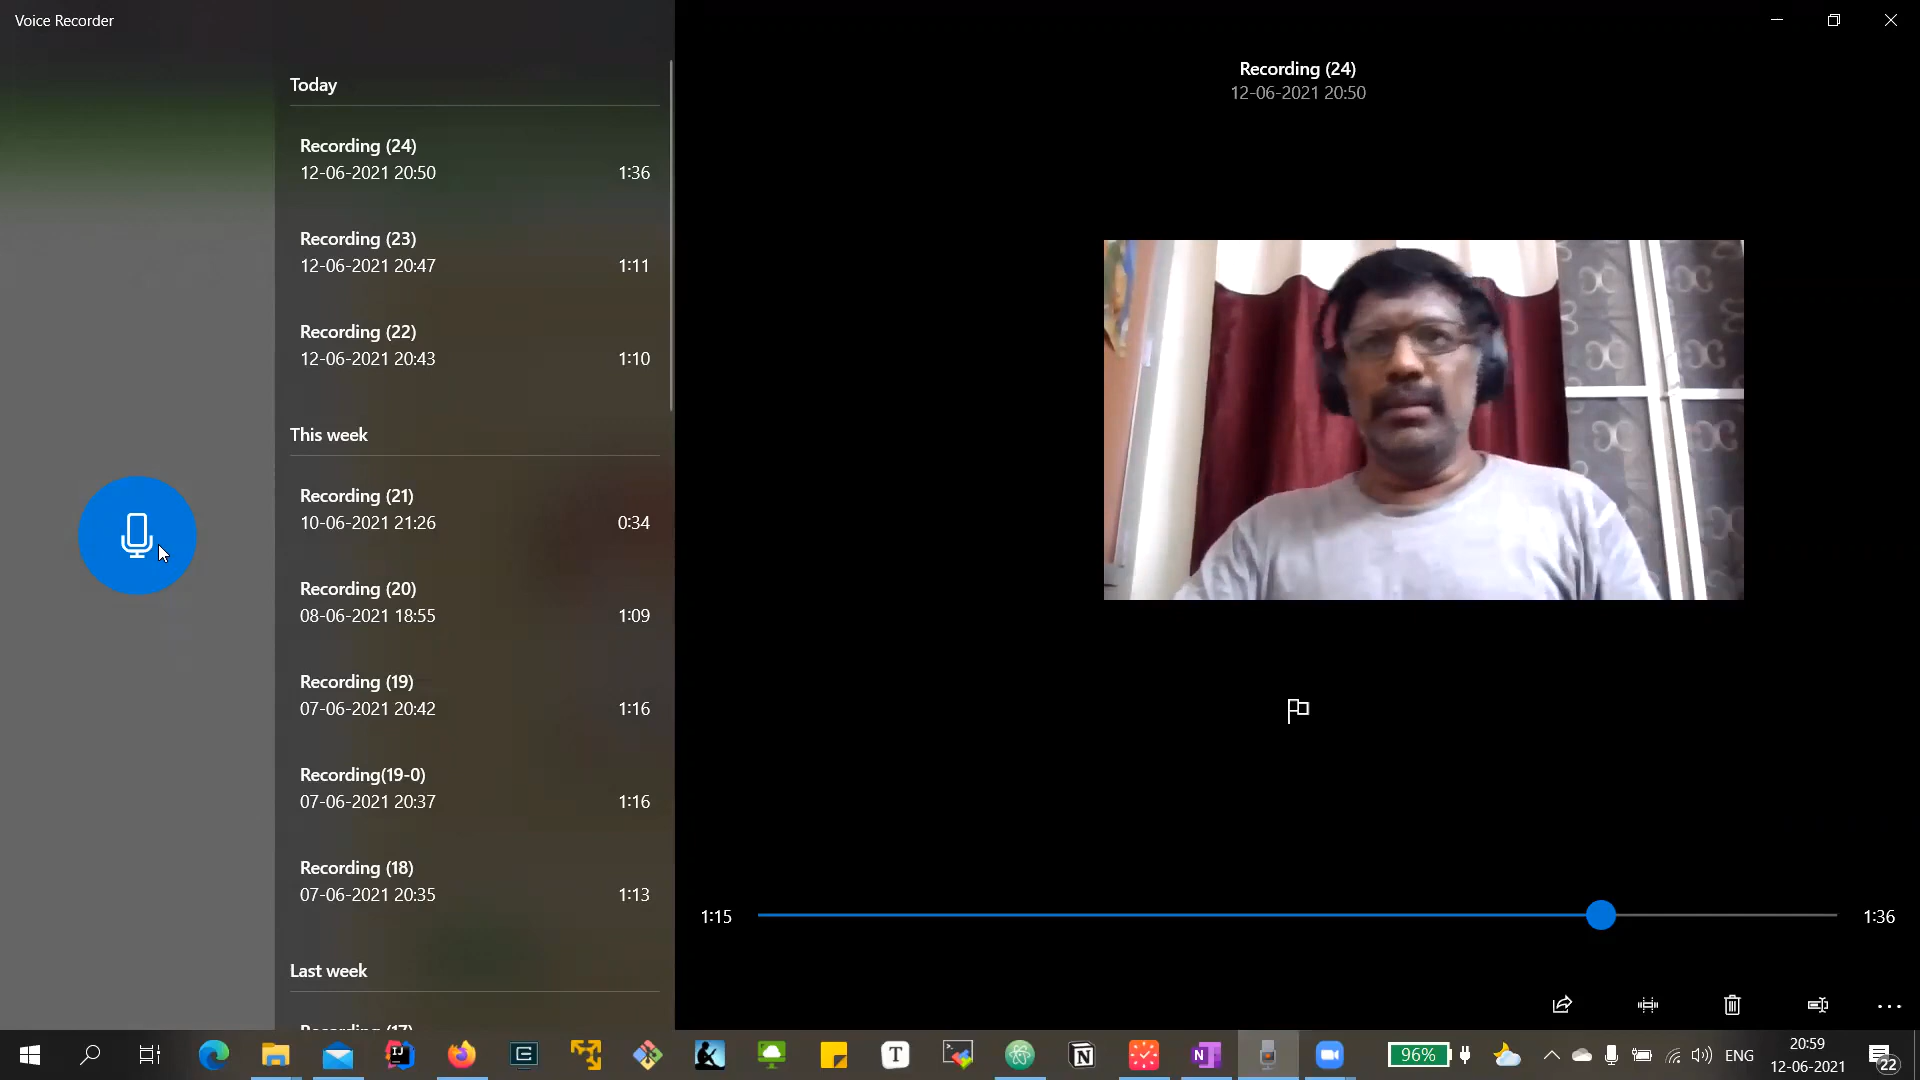 Voice Recorder
Today
Recording (24)
12-06-2021 20:50 1:36
Recording (23)
12-06-2021 20:47 1:11
Recording (22)
12-06-2021 20:43 1:10
This week
Recording (21)
10-06-2021 21:26 0:34
Recording (20)
08-06-2021 18:55 1:09
Recording (19)
07-06-2021 20:42 1:16
Recording(19-0)
07-06-2021 20:37 1:16
Recording (18)
07-06-2021 20:35 1:13
Last week
Recording (17)
Recording (24)
12-06-2021 20:50
1:15 1:36
96% ENG 20:59
12-06-2021
22